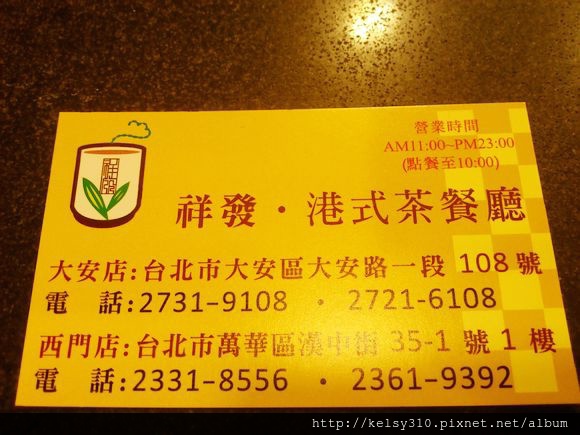 營業時間
AM11:00~PM23:00
(點餐至10:00)
祥發
祥發·港式茶餐廳
大安店:台北市大安區大安路一段 108 號
電 話:2731-9108 · 2721-6108
西門店:台北市萬華區漢中街 35-1 號 1 樓
電 話:2331-8556 · 2361-9392
http://kelsy310.pixnet.net/album